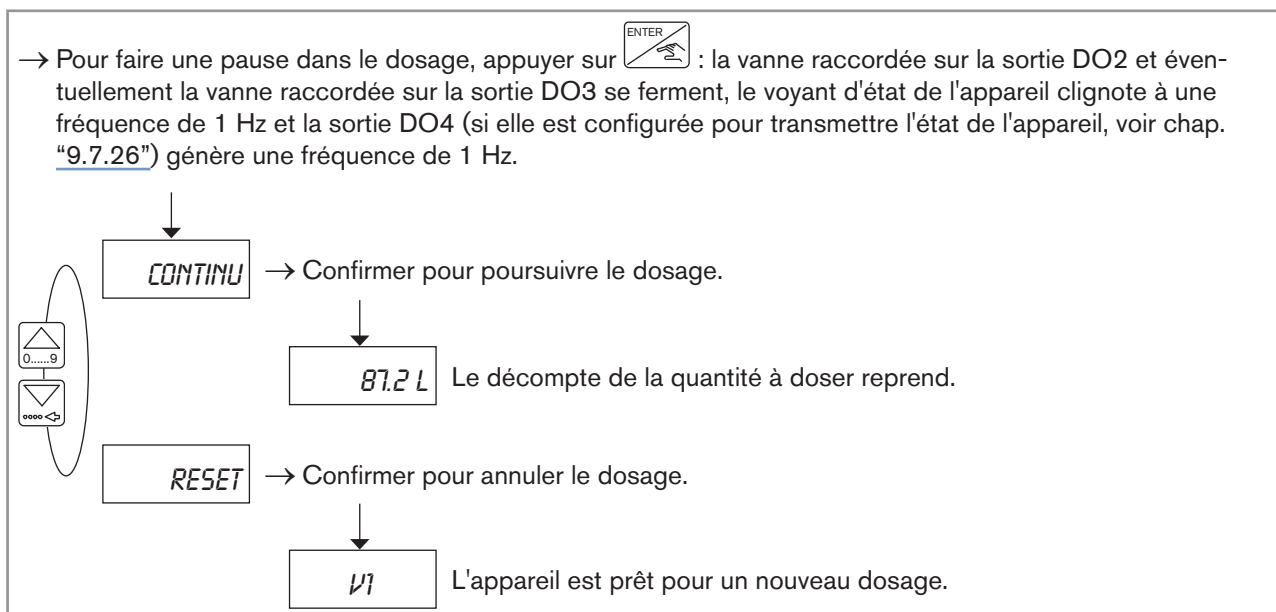 → Pour faire une pause dans le dosage, appuyer sur ENTER : la vanne raccordée sur la sortie DO2 et éven-
tuellement la vanne raccordée sur la sortie DO3 se ferment, le voyant d'état de l'appareil clignote à une
fréquence de 1 Hz et la sortie DO4 (si elle est configurée pour transmettre l'état de l'appareil, voir chap.
“9.7.26”) génère une fréquence de 1 Hz.
CONTINU → Confirmer pour poursuivre le dosage.
0......9
87.2 L Le décompte de la quantité à doser reprend.
RESET → Confirmer pour annuler le dosage.
V1 L'appareil est prêt pour un nouveau dosage.